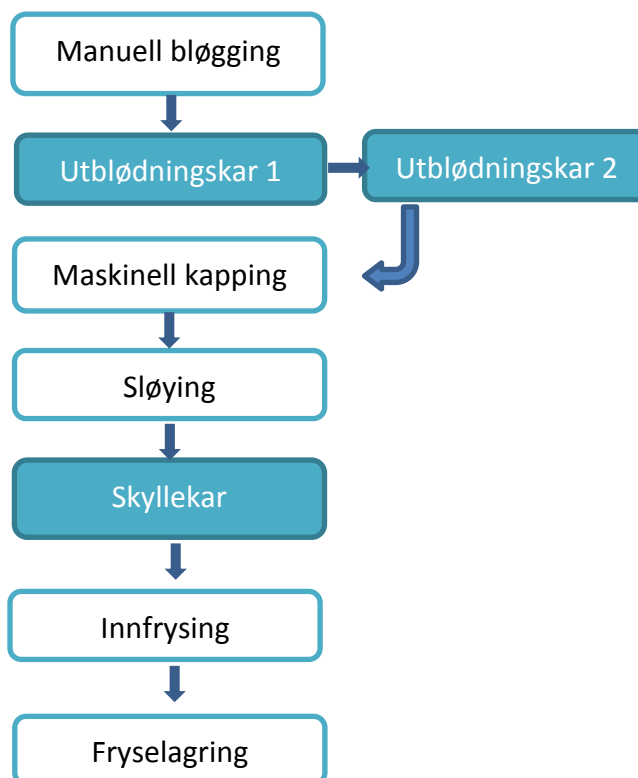 Manuell bløgging
Utblødningskar 1
Utblødningskar 2
Maskinell kapping
Sløying
Skyllekar
Innfrysing
Fryselagring